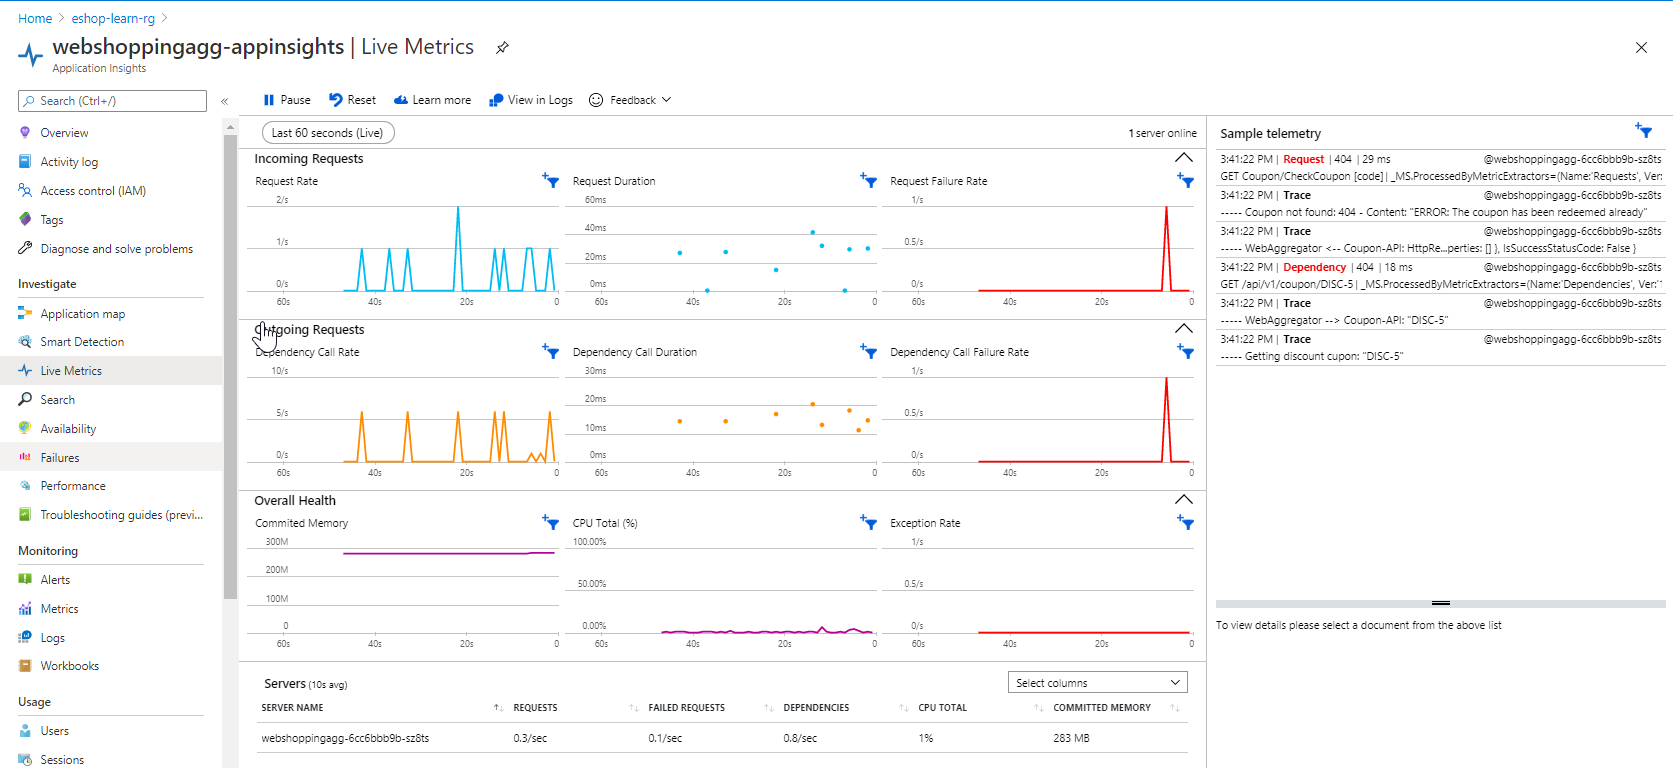 Home > eshop-learn-rg >
webshoppingagg-appinsights | Live Metrics
Application Insights
Search (Ctrl+/)
«
Overview
Activity log
Access control (IAM)
Tags
Diagnose and solve problems
Investigate
Application map
Smart Detection
Live Metrics
Search
Availability
Failures
Performance
Troubleshooting guides (previ...
Monitoring
Alerts
Metrics
Logs
Workbooks
Usage
Users
Sessions
Pause Reset Learn more View in Logs Feedback
Last 60 seconds (Live)
1 server online
Incoming Requests
Request Rate
2/s
1/s
0/s
60s 40s 20s 0
Request Duration
60ms
40ms
20ms
0ms
60s 40s 20s 0
Request Failure Rate
1/s
0.5/s
0/s
60s 40s 20s 0
Outgoing Requests
Dependency Call Rate
10/s
5/s
0/s
60s 40s 20s 0
Dependency Call Duration
30ms
20ms
10ms
0ms
60s 40s 20s 0
Dependency Call Failure Rate
1/s
0.5/s
0/s
60s 40s 20s 0
Overall Health
Commited Memory
300M
200M
100M
0
60s 40s 20s 0
CPU Total (%)
100.00%
50.00%
0.00%
60s 40s 20s 0
Exception Rate
1/s
0.5/s
0/s
60s 40s 20s 0
Servers (10s avg)
Select columns
SERVER NAME REQUESTS FAILED REQUESTS DEPENDENCIES CPU TOTAL COMMITTED MEMORY
webshoppingagg-6cc6bbb9b-sz8ts 0.3/sec 0.1/sec 0.8/sec 1% 283 MB
Sample telemetry
3:41:22 PM | Request | 404 | 29 ms @webshoppingagg-6cc6bbb9b-sz8ts
GET Coupon/CheckCoupon [code] | _MS.ProcessedByMetricExtractors=(Name:'Requests', Ver:
3:41:22 PM | Trace @webshoppingagg-6cc6bbb9b-sz8ts
----- Coupon not found: 404 - Content: "ERROR: The coupon has been redeemed already"
3:41:22 PM | Trace @webshoppingagg-6cc6bbb9b-sz8ts
----- WebAggregator <-- Coupon-API: HttpRe...perties: [] }, IsSuccessStatusCode: False }
3:41:22 PM | Dependency | 404 | 18 ms @webshoppingagg-6cc6bbb9b-sz8ts
GET /api/v1/coupon/DISC-5 | _MS.ProcessedByMetricExtractors=(Name:'Dependencies', Ver:'1
3:41:22 PM | Trace @webshoppingagg-6cc6bbb9b-sz8ts
----- WebAggregator --> Coupon-API: "DISC-5"
3:41:22 PM | Trace @webshoppingagg-6cc6bbb9b-sz8ts
----- Getting discount cupon: "DISC-5"
To view details please select a document from the above list